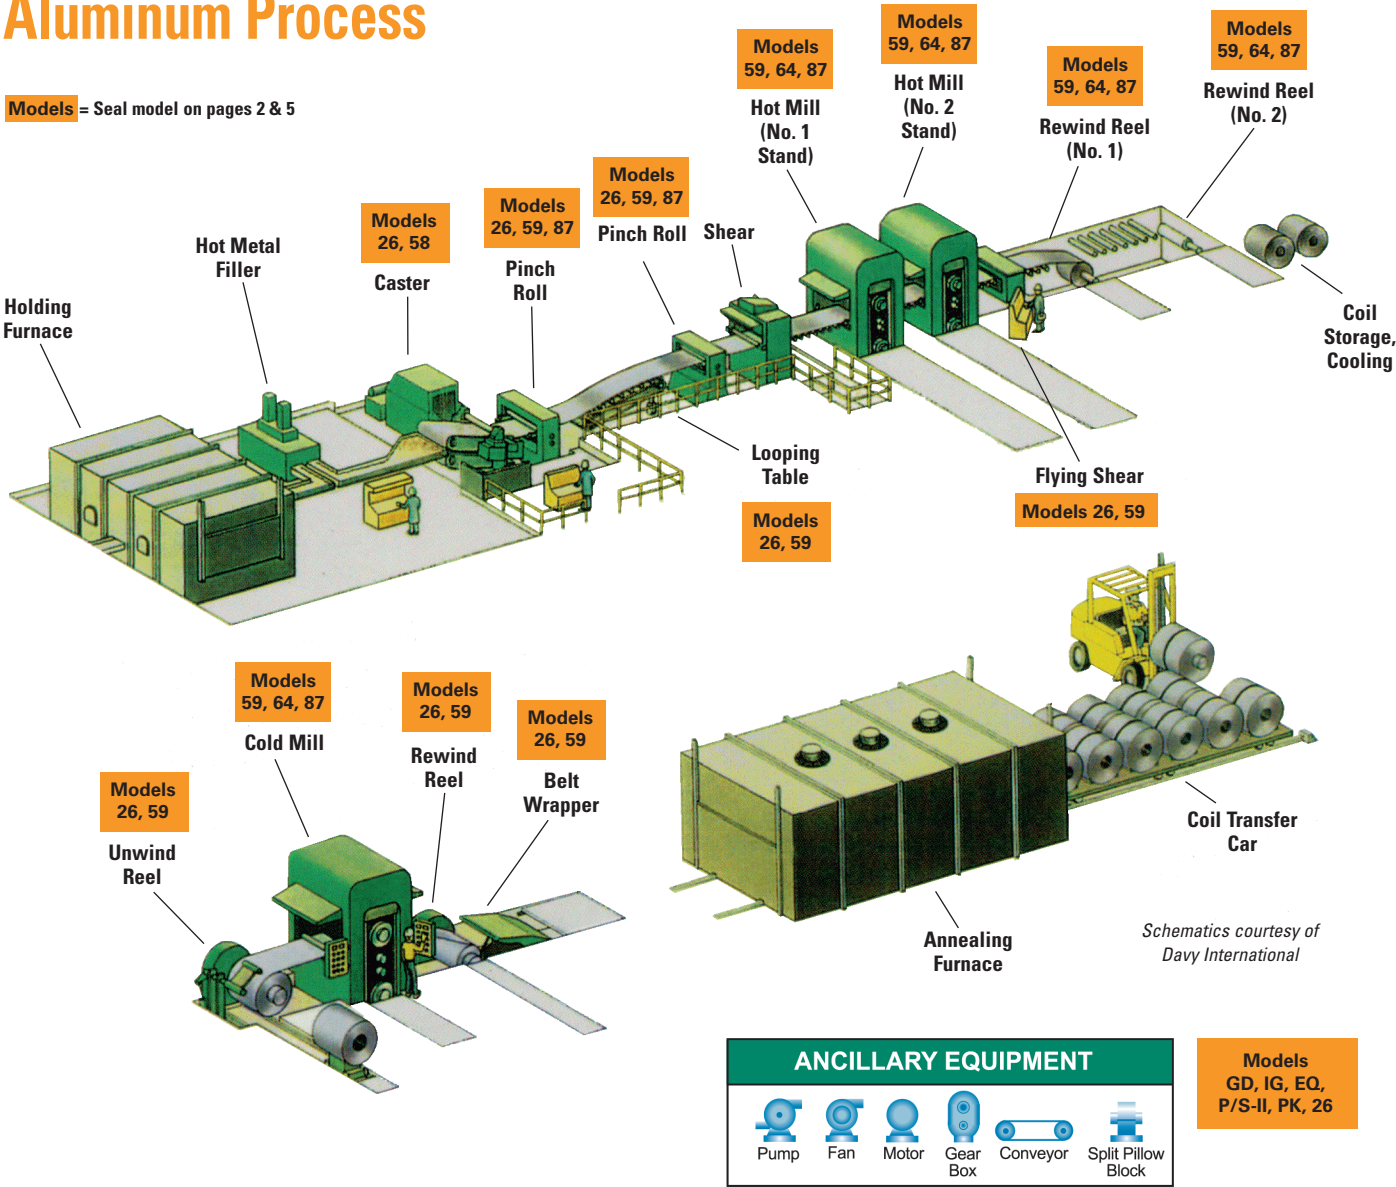 Aluminum Process
Models = Seal model on pages 2 & 5
Models
59, 64, 87
Hot Mill
(No. 1
Stand)
Models
59, 64, 87
Hot Mill
(No. 2
Stand)
Models
59, 64, 87
Rewind Reel
(No. 1)
Models
59, 64, 87
Rewind Reel
(No. 2)
Holding
Furnace
Hot Metal
Filler
Models
26, 58
Caster
Models
26, 59, 87
Pinch
Roll
Models
26, 59, 87
Pinch Roll
Shear
Coil
Storage,
Cooling
Looping
Table
Models
26, 59
Flying Shear
Models 26, 59
Models
26, 59
Unwind
Reel
Models
59, 64, 87
Cold Mill
Models
26, 59
Rewind
Reel
Models
26, 59
Belt
Wrapper
Coil Transfer
Car
Annealing
Furnace
Schematics courtesy of
Davy International
ANCILLARY EQUIPMENT
Pump
Fan
Motor
Gear
Box
Conveyor
Split Pillow
Block
Models
GD, IG, EQ,
P/S-II, PK, 26